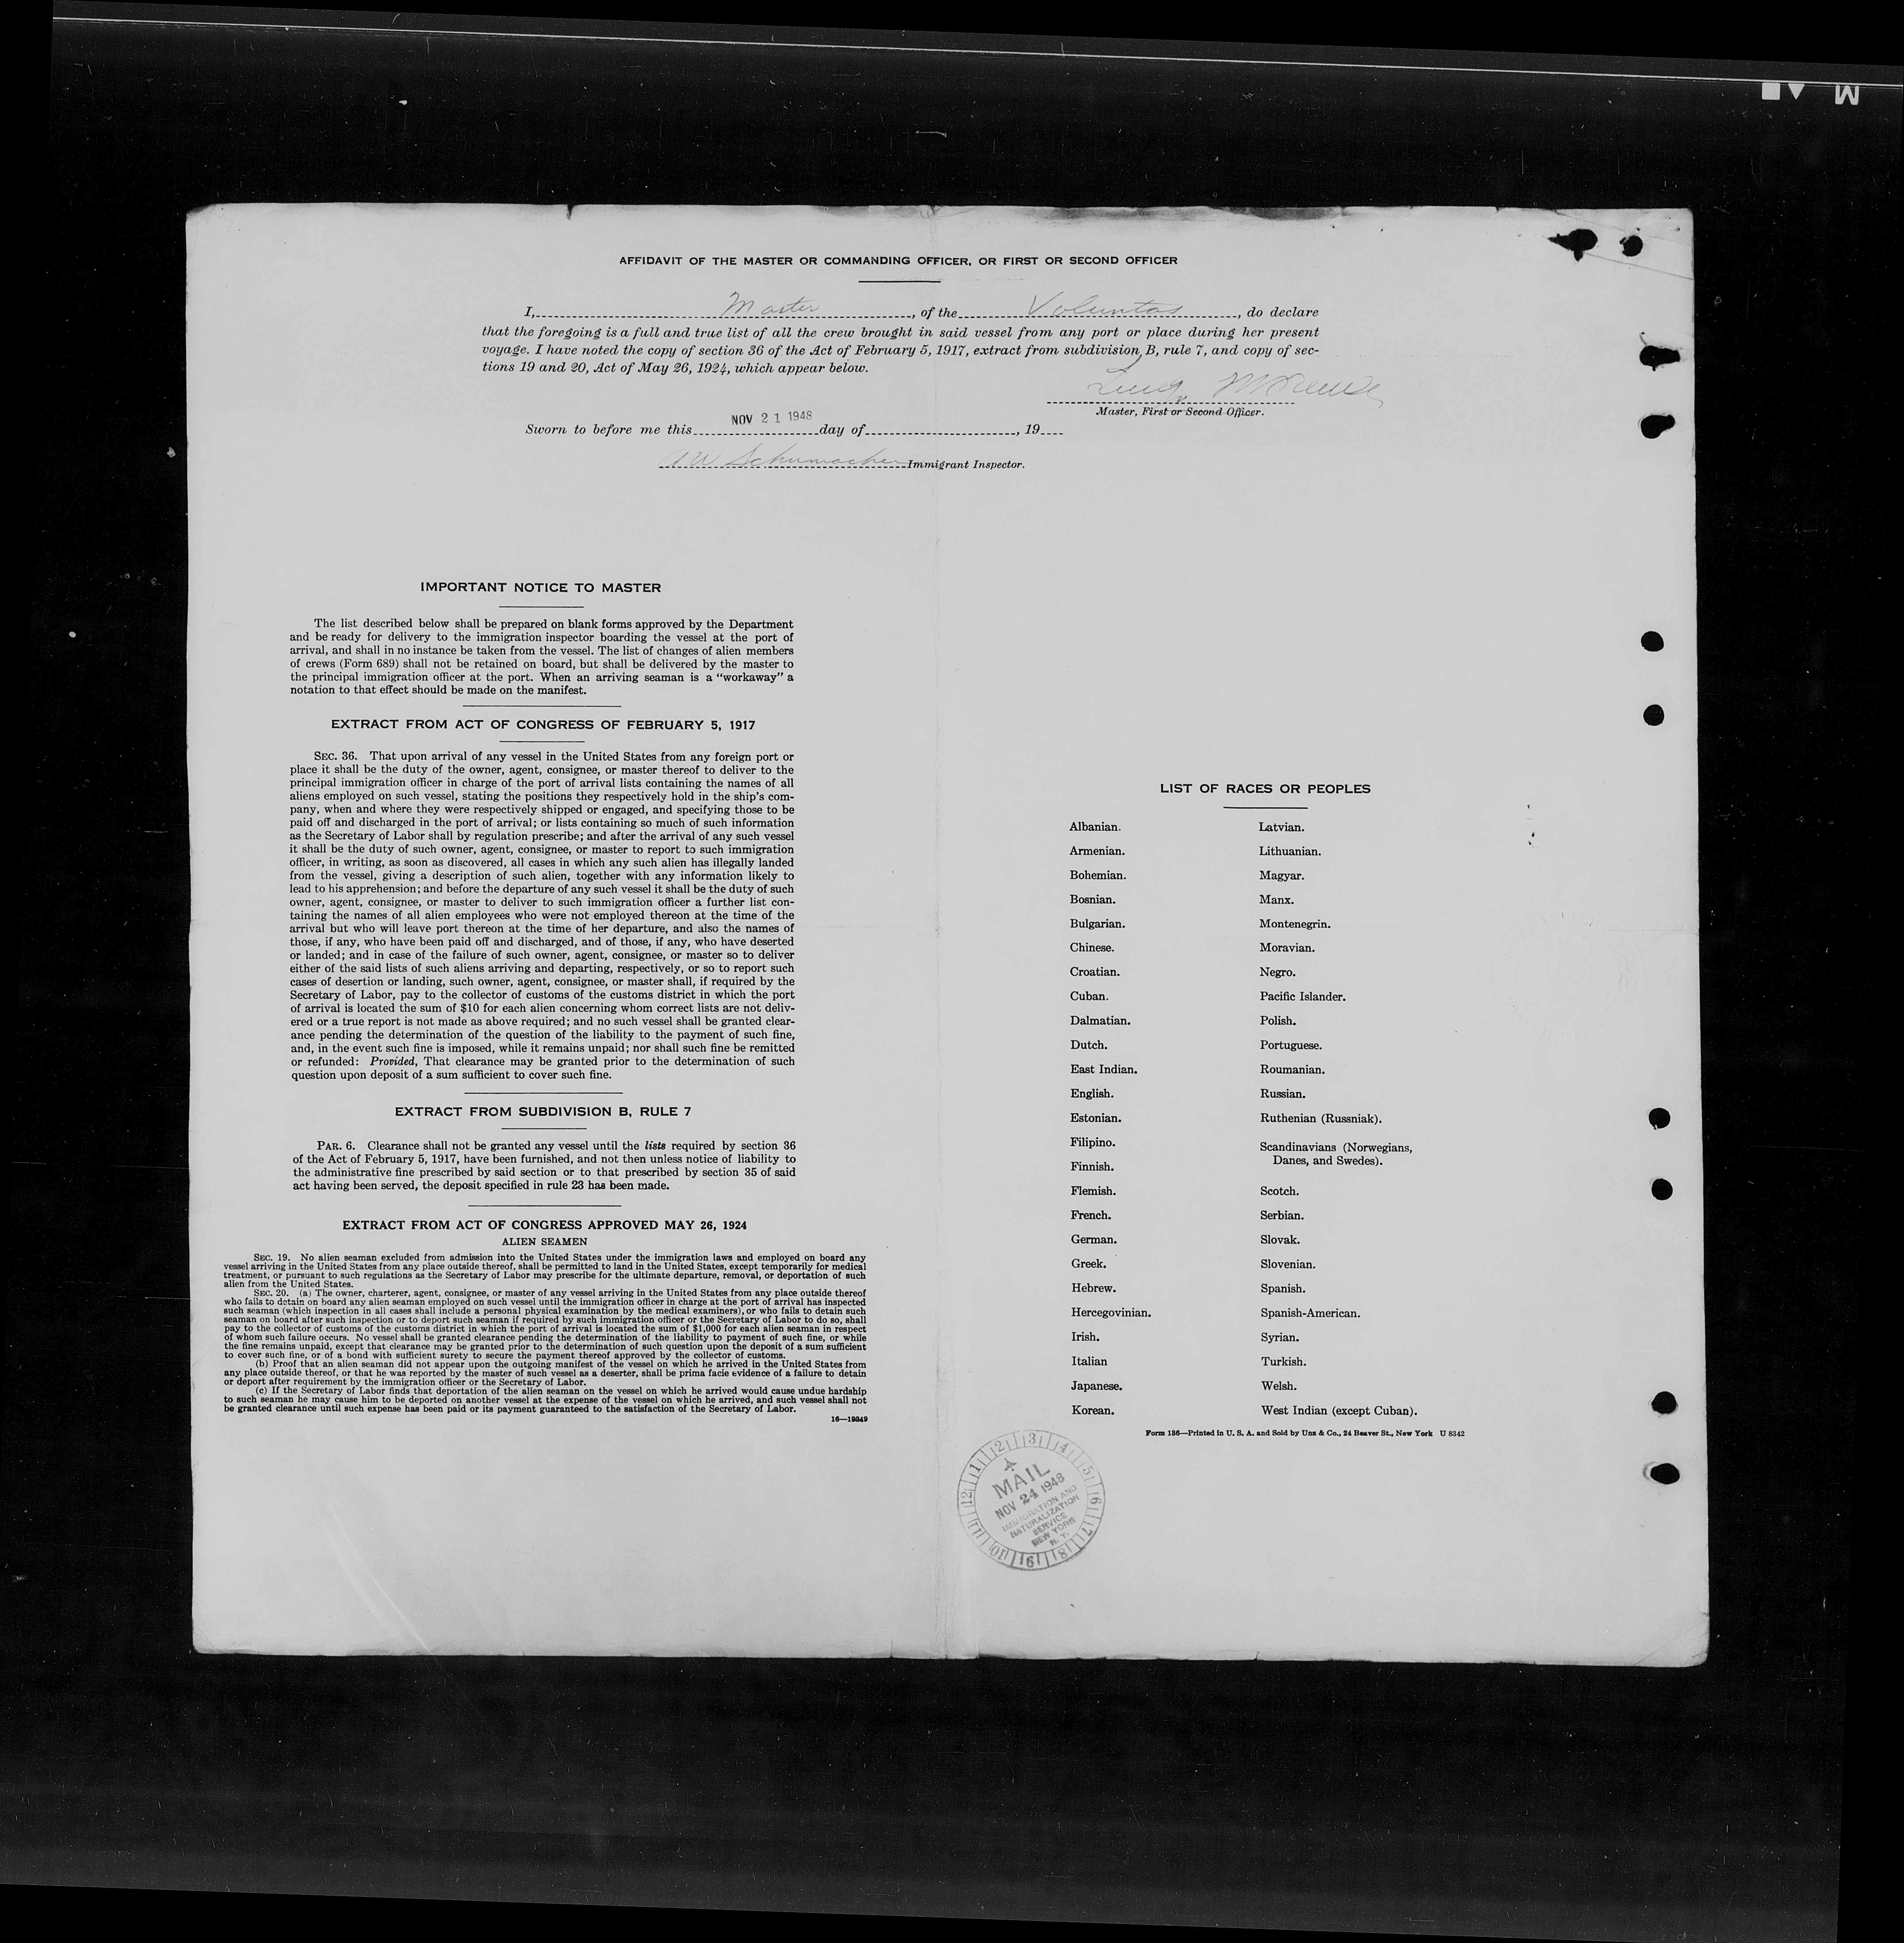 AFFIDAVIT OF THE MASTER OR COMMANDING OFFICER, OR FIRST OR SECOND OFFICER
I, Master, of the Voluntas, do declare
that the foregoing is a full and true list of all the crew brought in said vessel from any port or place during her present
voyage. I have noted the copy of section 36 of the Act of February 5, 1917, extract from subdivision B, rule 7, and copy of sec-
tions 19 and 20, Act of May 26, 1924, which appear below.
Master, First or Second Officer.
NOV 21 1948
Sworn to before me this day of , 19
Schumacher Immigrant Inspector.
IMPORTANT NOTICE TO MASTER
The list described below shall be prepared on blank forms approved by the Department
and be ready for delivery to the immigration inspector boarding the vessel at the port of
arrival, and shall in no instance be taken from the vessel. The list of changes of alien members
of crews (Form 689) shall not be retained on board, but shall be delivered by the master to
the principal immigration officer at the port. When an arriving seaman is a "workaway" a
notation to that effect should be made on the manifest.
EXTRACT FROM ACT OF CONGRESS OF FEBRUARY 5, 1917
SEC. 36. That upon arrival of any vessel in the United States from any foreign port or
place it shall be the duty of the owner, agent, consignee, or master thereof to deliver to the
principal immigration officer in charge of the port of arrival lists containing the names of all
aliens employed on such vessel, stating the positions they respectively hold in the ship's com-
pany, when and where they were respectively shipped or engaged, and specifying those to be
paid off and discharged in the port of arrival; or lists containing so much of such information
as the Secretary of Labor shall by regulation prescribe; and after the arrival of any such vessel
it shall be the duty of such owner, agent, consignee, or master to report to such immigration
officer, in writing, as soon as discovered, all cases in which any such alien has illegally landed
from the vessel, giving a description of such alien, together with any information likely to
lead to his apprehension; and before the departure of any such vessel it shall be the duty of such
owner, agent, consignee, or master to deliver to such immigration officer a further list con-
taining the names of all alien employees who were not employed thereon at the time of the
arrival but who will leave port thereon at the time of her departure, and also the names of
those, if any, who have been paid off and discharged, and of those, if any, who have deserted
or landed; and in case of the failure of such owner, agent, consignee, or master so to deliver
either of the said lists of such aliens arriving and departing, respectively, or so to report such
cases of desertion or landing, such owner, agent, consignee, or master shall, if required by the
Secretary of Labor, pay to the collector of customs of the customs district in which the port
of arrival is located the sum of $10 for each alien concerning whom correct lists are not deliv-
ered or a true report is not made as above required; and no such vessel shall be granted clear-
ance pending the determination of the question of the liability to the payment of such fine,
and, in the event such fine is imposed, while it remains unpaid; nor shall such fine be remitted
or refunded: Provided, That clearance may be granted prior to the determination of such
question upon deposit of a sum sufficient to cover such fine.
EXTRACT FROM SUBDIVISION B, RULE 7
PAR. 6. Clearance shall not be granted any vessel until the lists required by section 36
of the Act of February 5, 1917, have been furnished, and not then unless notice of liability to
the administrative fine prescribed by said section or to that prescribed by section 35 of said
act having been served, the deposit specified in rule 23 has been made.
EXTRACT FROM ACT OF CONGRESS APPROVED MAY 26, 1924
ALIEN SEAMEN
SEC. 19. No alien seaman excluded from admission into the United States under the immigration laws and employed on board any
vessel arriving in the United States from any place outside thereof, shall be permitted to land in the United States, except temporarily for medical
treatment, or pursuant to such regulations as the Secretary of Labor may prescribe for the ultimate departure, removal, or deportation of such
alien from the United States.
SEC. 20. (a) The owner, charterer, agent, consignee, or master of any vessel arriving in the United States from any place outside thereof
who fails to detain on board any alien seaman employed on such vessel until the immigration officer in charge at the port of arrival has inspected
such seaman (which inspection in all cases shall include a personal physical examination by the medical examiners), or who fails to detain such
seaman on board after such inspection or to deport such seaman if required by such immigration officer or the Secretary of Labor to do so, shall
pay to the collector of customs of the customs district in which the port of arrival is located the sum of $1,000 for each alien seaman in respect
of whom such failure occurs. No vessel shall be granted clearance pending the determination of the liability to payment of such fine, or while
the fine remains unpaid, except that clearance may be granted prior to the determination of such question upon the deposit of a sum sufficient
to cover such fine, or of a bond with sufficient surety to secure the payment thereof approved by the collector of customs.
(b) Proof that an alien seaman did not appear upon the outgoing manifest of the vessel on which he arrived in the United States from
any place outside thereof, or that he was reported by the master of such vessel as a deserter, shall be prima facie evidence of a failure to detain
or deport after requirement by the immigration officer or the Secretary of Labor.
(c) If the Secretary of Labor finds that deportation of the alien seaman on the vessel on which he arrived would cause undue hardship
to such seaman he may cause him to be deported on another vessel at the expense of the vessel on which he arrived, and such vessel shall not
be granted clearance until such expense has been paid or its payment guaranteed to the satisfaction of the Secretary of Labor.
16—19849
LIST OF RACES OR PEOPLES
Albanian.
Armenian.
Bohemian.
Bosnian.
Bulgarian.
Chinese.
Croatian.
Cuban.
Dalmatian.
Dutch.
East Indian.
English.
Estonian.
Filipino.
Finnish.
Flemish.
French.
German.
Greek.
Hebrew.
Hercegovinian.
Irish.
Italian
Japanese.
Korean.
Latvian.
Lithuanian.
Magyar.
Manx.
Montenegrin.
Moravian.
Negro.
Pacific Islander.
Polish.
Portuguese.
Roumanian.
Russian.
Ruthenian (Russniak).
Scandinavians (Norwegians,
Danes, and Swedes).
Scotch.
Serbian.
Slovak.
Slovenian.
Spanish.
Spanish-American.
Syrian.
Turkish.
Welsh.
West Indian (except Cuban).
Form 136—Printed in U. S. A. and Sold by Unz & Co., 24 Beaver St., New York U 8342
MAIL
NOV 24 1948
IMMIGRATION AND
NATURALIZATION
SERVICE
NEW YORK
N. Y.
12 1 2 3 4 5 6 7 8 9 10 11
M